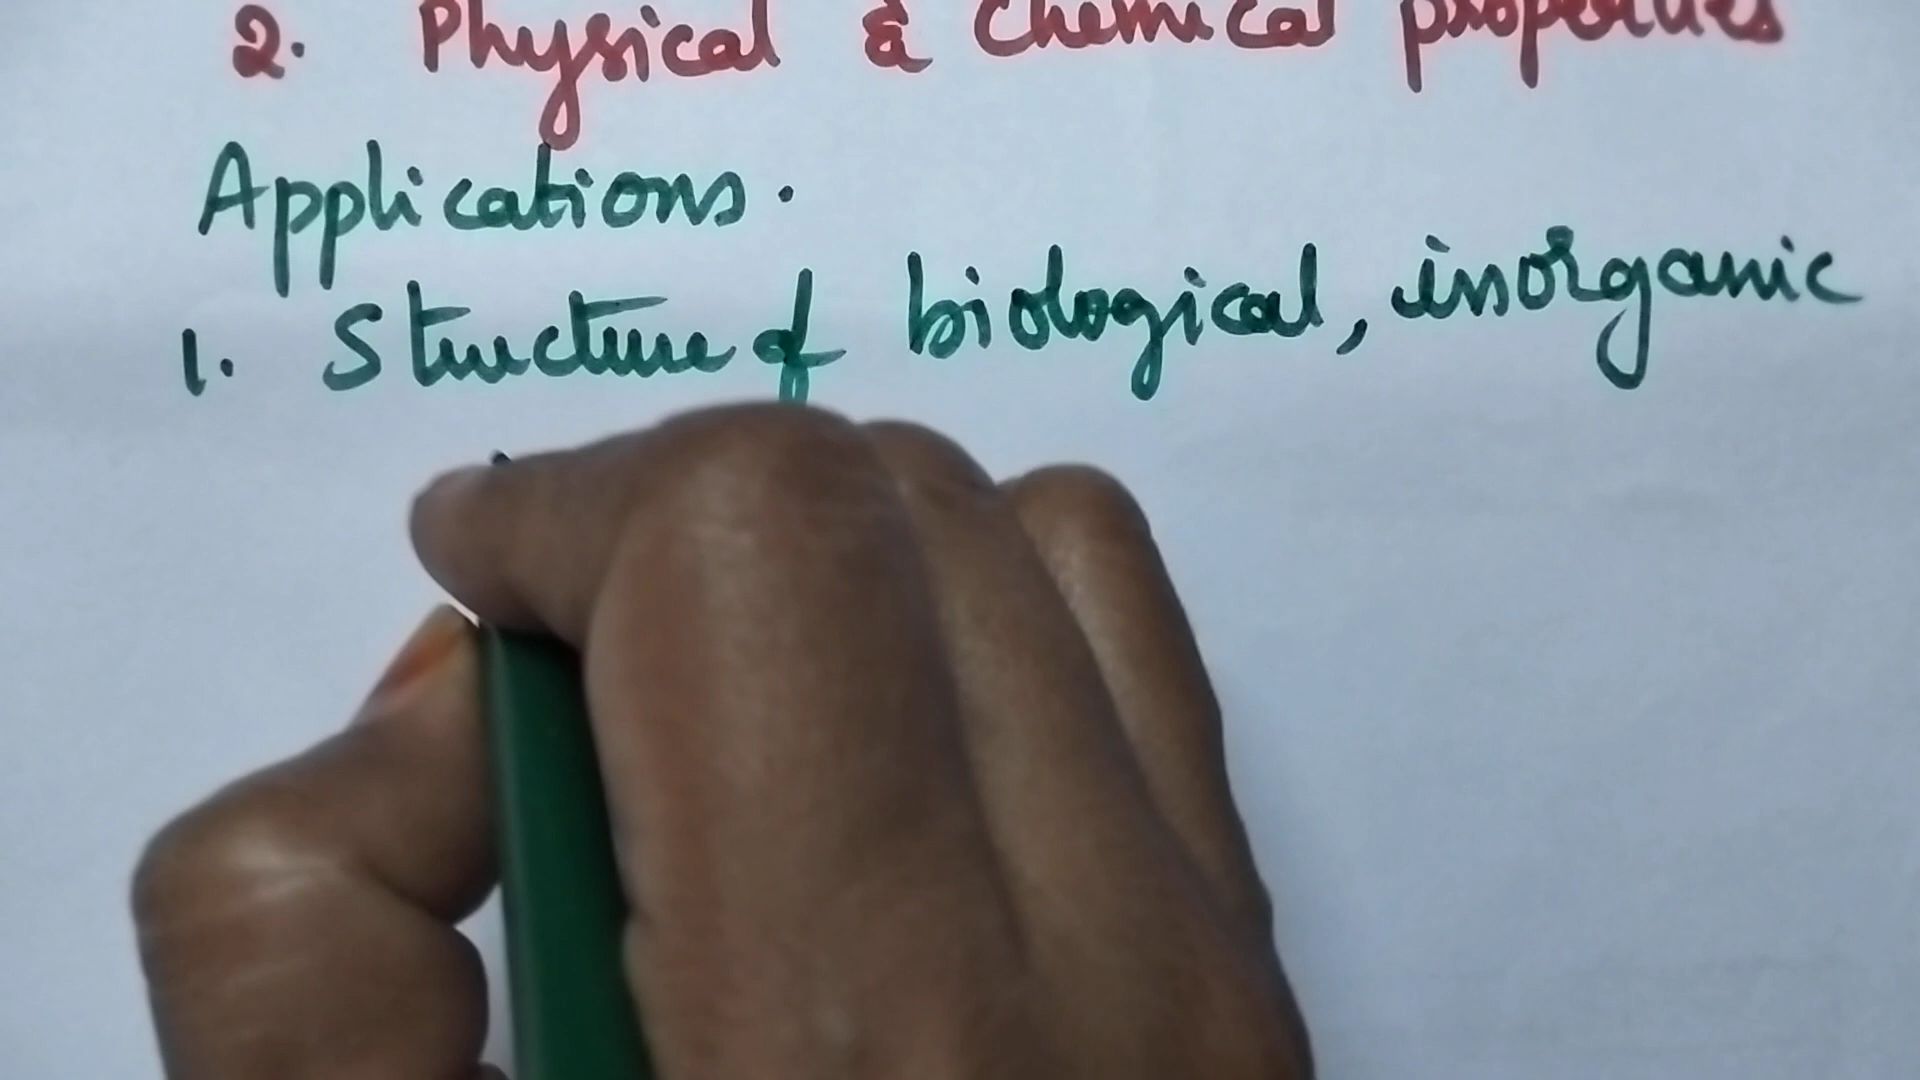 2. Physical & Chemical properties
Applications.
1. Structure of biological, inorganic